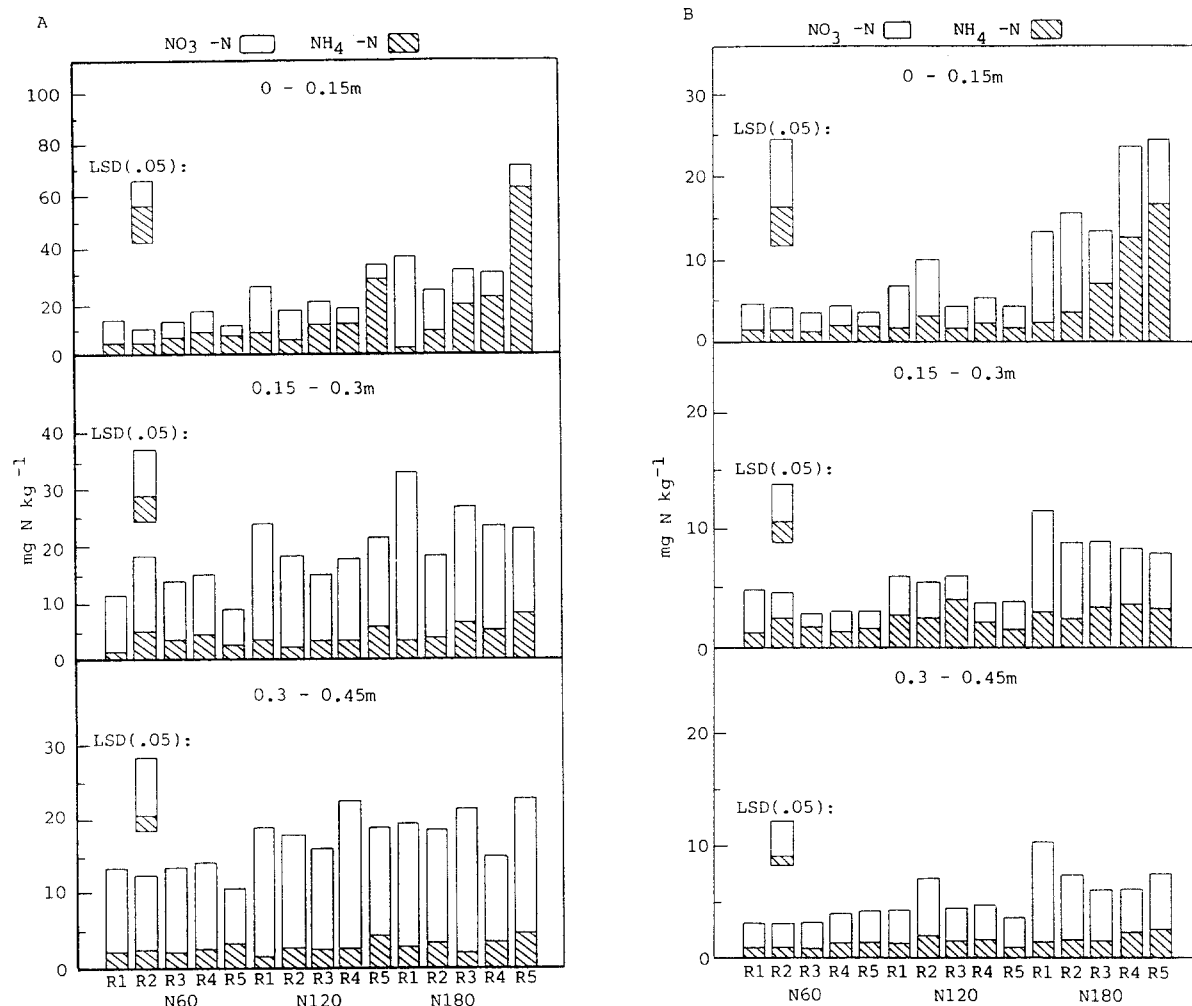 A
NO3 -N NH4 -N
0 - 0.15m
100
80
60
40
20
0
LSD(.05):
0.15 - 0.3m
40
30
20
10
0
LSD(.05):
mg N kg -1
0.3 - 0.45m
30
20
10
0
LSD(.05):
R1 R2 R3 R4 R5 R1 R2 R3 R4 R5 R1 R2 R3 R4 R5
N60 N120 N180
B
NO3 -N NH4 -N
0 - 0.15m
30
20
10
0
LSD(.05):
0.15 - 0.3m
20
10
0
LSD(.05):
mg N kg -1
0.3 - 0.45m
20
10
0
LSD(.05):
R1 R2 R3 R4 R5 R1 R2 R3 R4 R5 R1 R2 R3 R4 R5
N60 N120 N180